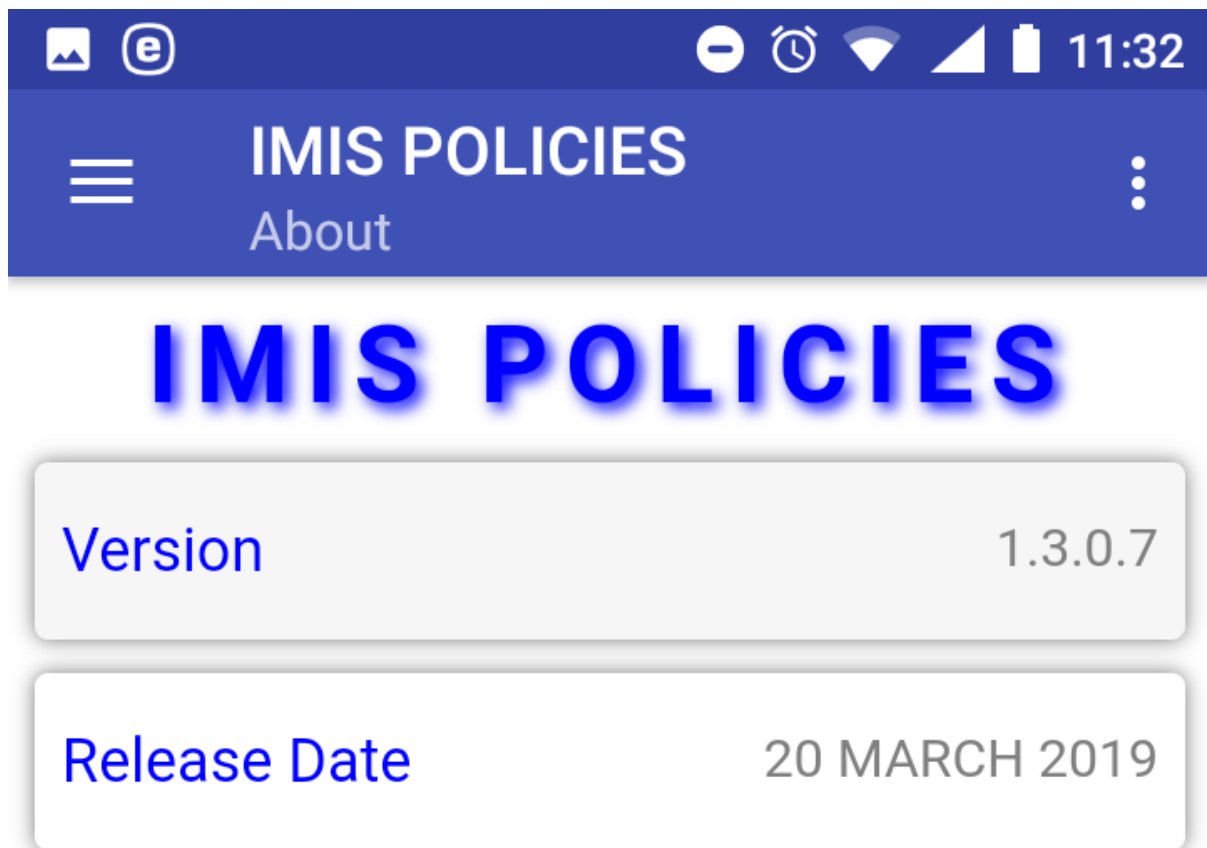 11:32
IMIS POLICIES
About
IMIS POLICIES
Version 1.3.0.7
Release Date 20 MARCH 2019